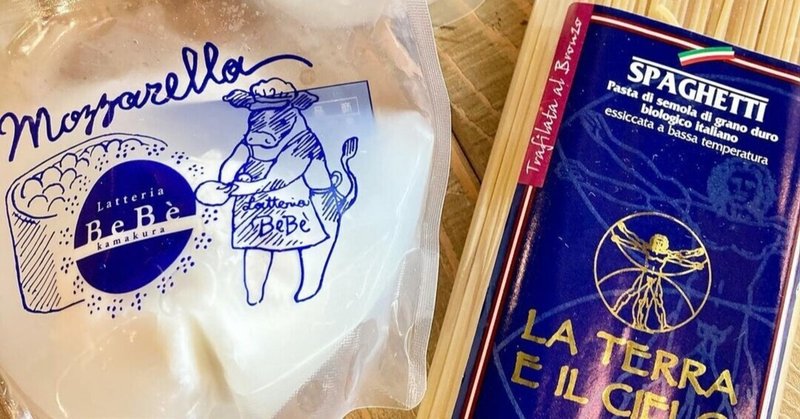 Mozzarella
Latteria
BeBè
kamakura
Latteria
BeBè
Trafilata al Bronzo
SPAGHETTI
Pasta di semola di grano duro
biologico italiano
essiccata a bassa temperatura
LA TERRA
E IL CIEL